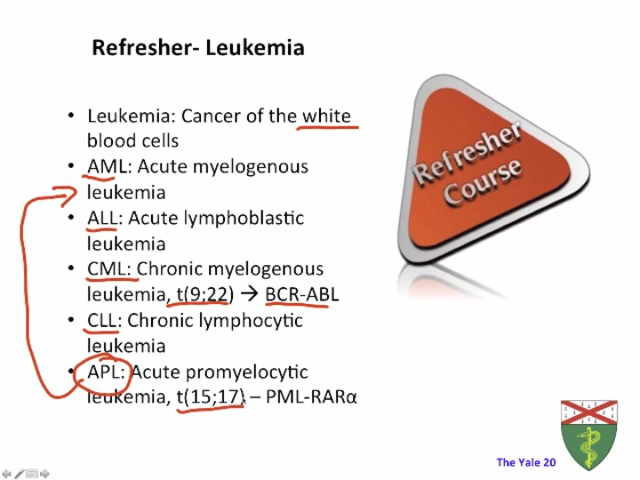 Refresher- Leukemia
• Leukemia: Cancer of the white
blood cells
• AML: Acute myelogenous
leukemia
• ALL: Acute lymphoblastic
leukemia
• CML: Chronic myelogenous
leukemia, t(9;22) → BCR-ABL
• CLL: Chronic lymphocytic
leukemia
• APL: Acute promyelocytic
leukemia, t(15;17) – PML-RARα
Refresher
Course
The Yale 20